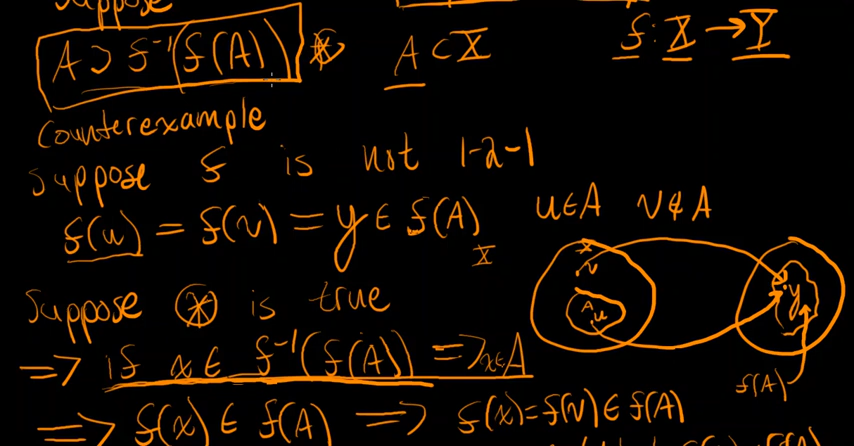 Suppose
A ⊃ f⁻¹(f(A)) * A ⊂ X f: X → Y
Counterexample
Suppose f is not 1-2-1
f(u) = f(v) = y ∈ f(A) u∈A v∉A
X
X
v
A u
y
f(A)
Suppose * is true
=> if x ∈ f⁻¹(f(A)) => x∈A
=> f(x) ∈ f(A) => f(x)=f(v)∈f(A)